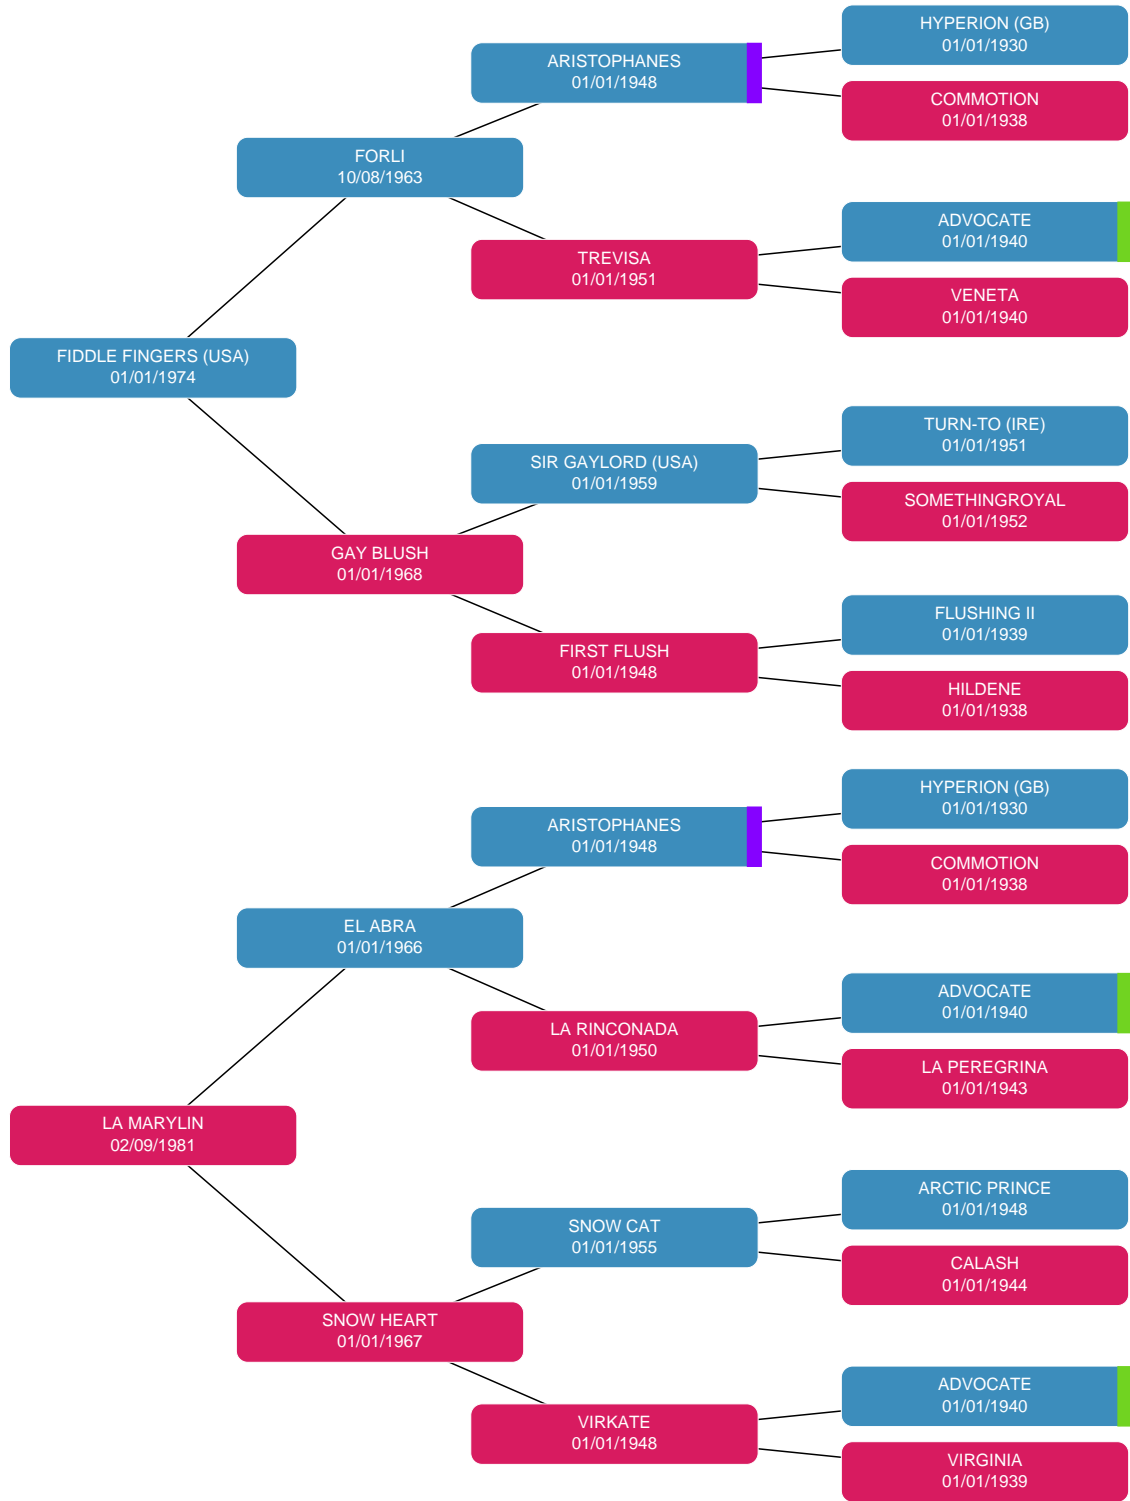 HYPERION (GB)
01/01/1930
ARISTOPHANES
01/01/1948
COMMOTION
01/01/1938
FORLI
10/08/1963
ADVOCATE
01/01/1940
TREVISA
01/01/1951
VENETA
01/01/1940
FIDDLE FINGERS (USA)
01/01/1974
TURN-TO (IRE)
01/01/1951
SIR GAYLORD (USA)
01/01/1959
SOMETHINGROYAL
01/01/1952
GAY BLUSH
01/01/1968
FLUSHING II
01/01/1939
FIRST FLUSH
01/01/1948
HILDENE
01/01/1938
HYPERION (GB)
01/01/1930
ARISTOPHANES
01/01/1948
COMMOTION
01/01/1938
EL ABRA
01/01/1966
ADVOCATE
01/01/1940
LA RINCONADA
01/01/1950
LA PEREGRINA
01/01/1943
LA MARYLIN
02/09/1981
ARCTIC PRINCE
01/01/1948
SNOW CAT
01/01/1955
CALASH
01/01/1944
SNOW HEART
01/01/1967
ADVOCATE
01/01/1940
VIRKATE
01/01/1948
VIRGINIA
01/01/1939